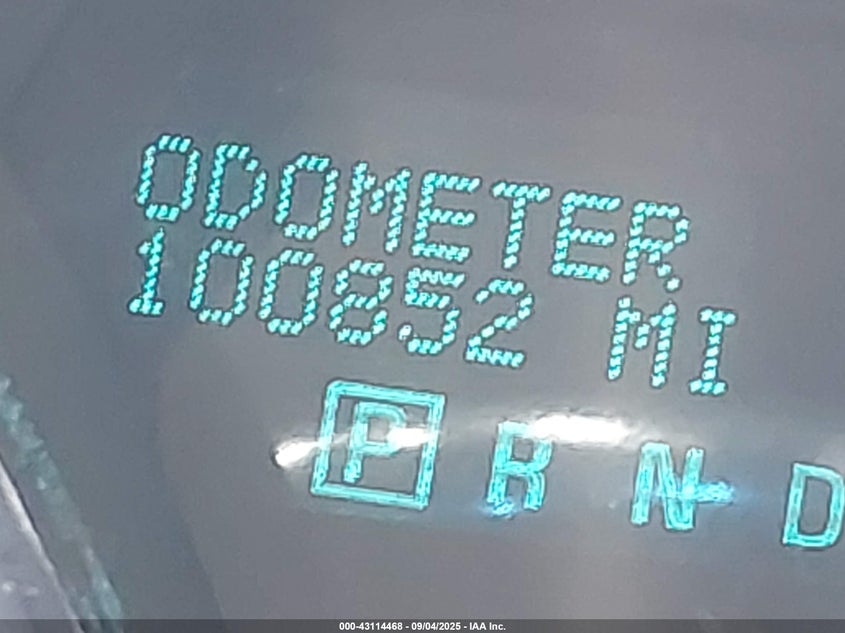 ODOMETER
100852 MI
P R N D
000-43114468 - 09/04/2025 - IAA Inc.